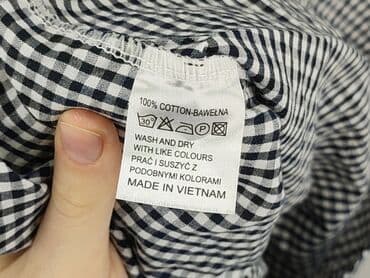 100% COTTON-BAWEŁNA
30° P
WASH AND DRY
WITH LIKE COLOURS
PRAĆ I SUSZYĆ Z
PODOBNYMI KOLORAMI
MADE IN VIETNAM